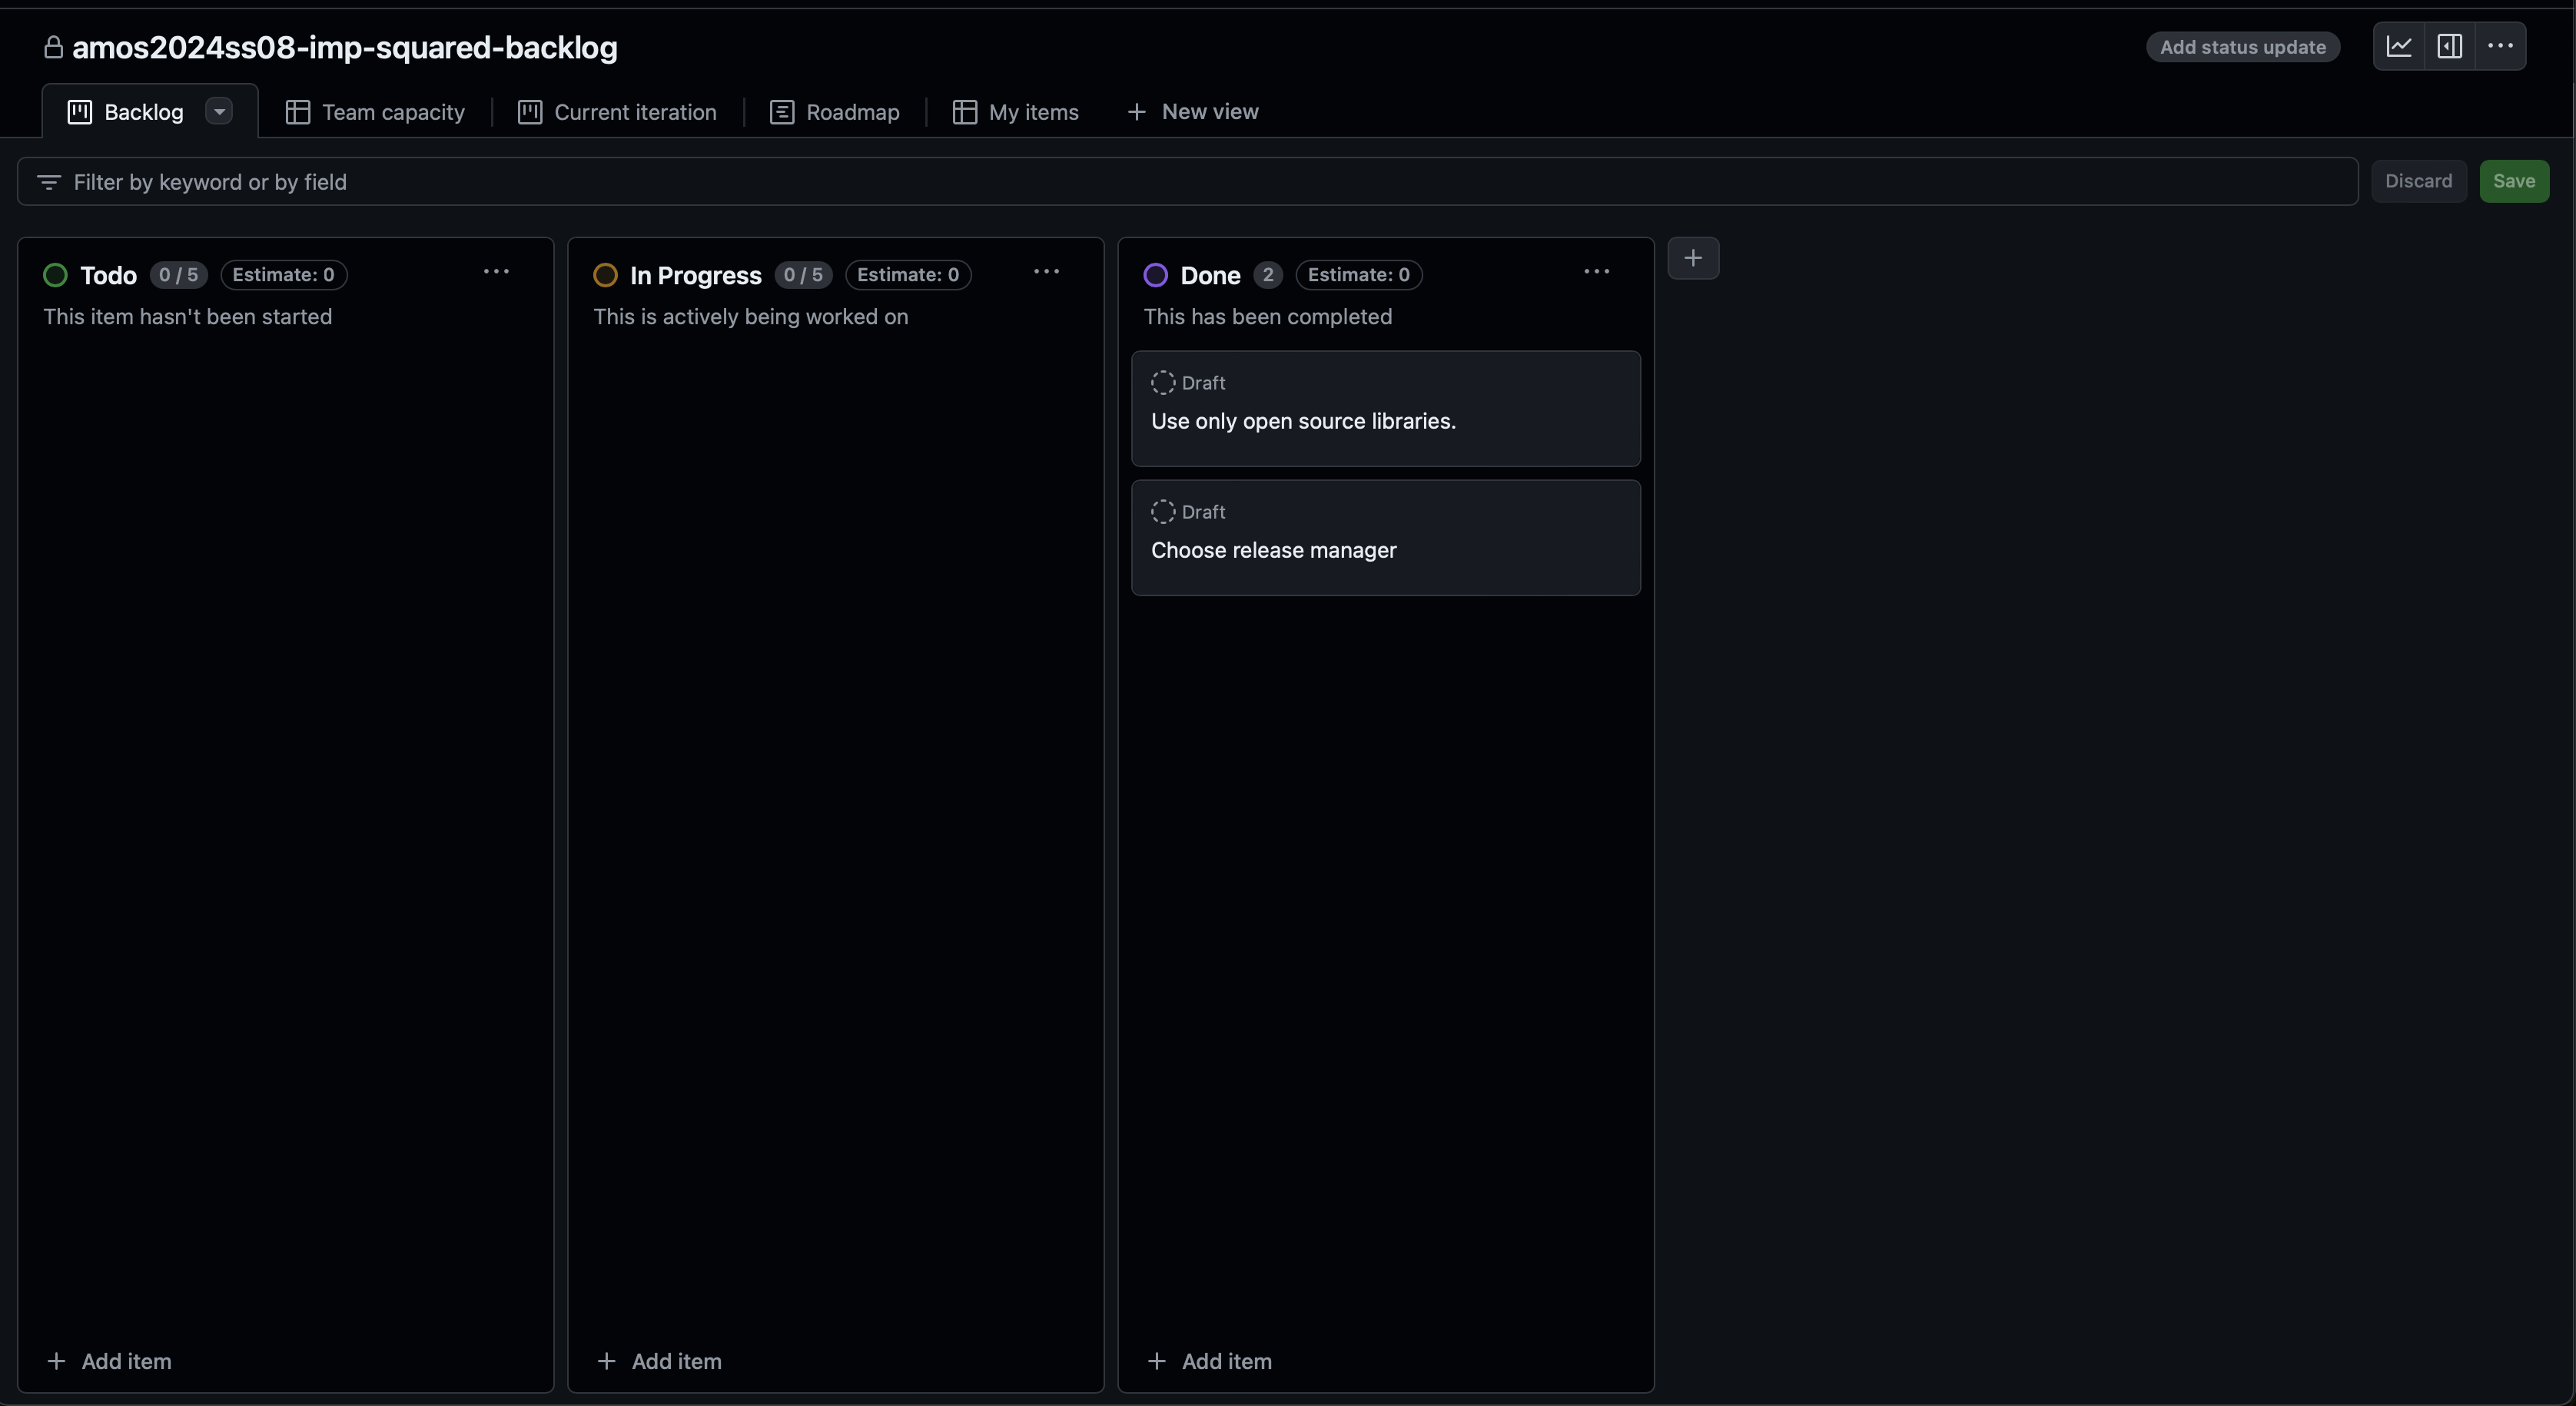 amos2024ss08-imp-squared-backlog
Add status update
Backlog
Team capacity
Current iteration
Roadmap
My items
New view
Filter by keyword or by field
Discard
Save
Todo 0 / 5 Estimate: 0
This item hasn't been started
Add item
In Progress 0 / 5 Estimate: 0
This is actively being worked on
Add item
Done 2 Estimate: 0
This has been completed
Draft
Use only open source libraries.
Draft
Choose release manager
Add item